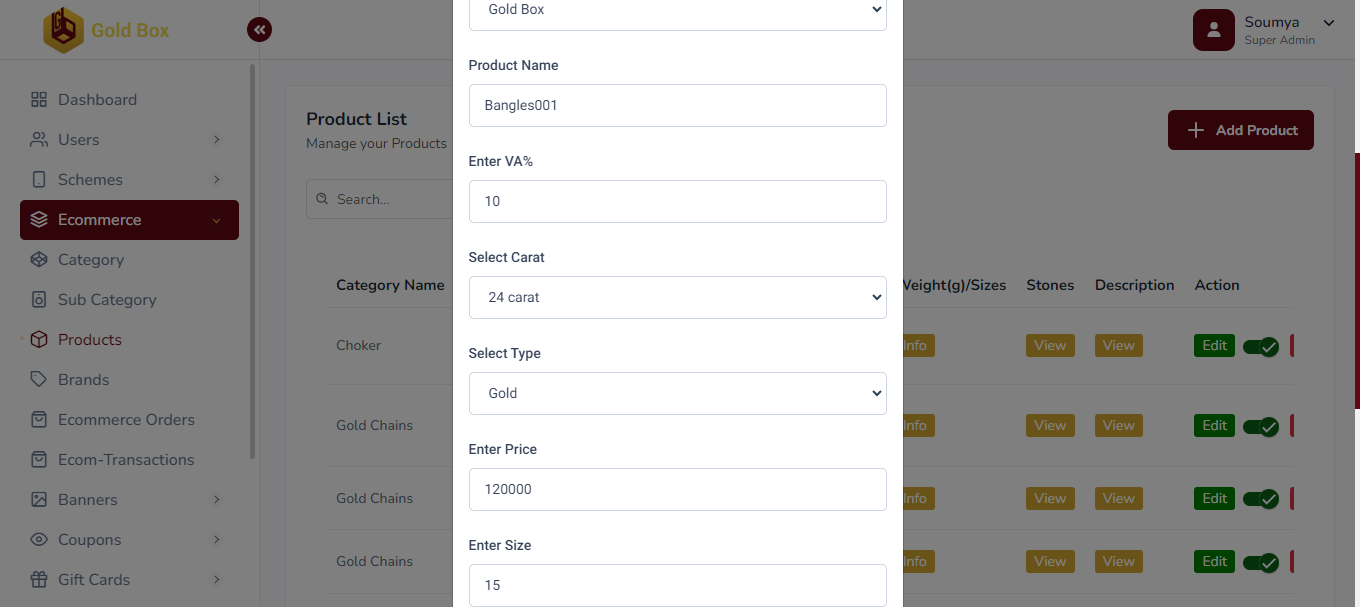 Gold Box
Soumya
Super Admin
Dashboard
Users
Schemes
Ecommerce
Category
Sub Category
Products
Brands
Ecommerce Orders
Ecom-Transactions
Banners
Coupons
Gift Cards
Product List
Manage your Products
Add Product
Search...
Category Name
Weight(g)/Sizes Stones Description Action
Choker
Info View View Edit
Gold Chains
Info View View Edit
Gold Chains
Info View View Edit
Gold Chains
Info View View Edit
Gold Box
Product Name
Bangles001
Enter VA%
10
Select Carat
24 carat
Select Type
Gold
Enter Price
120000
Enter Size
15